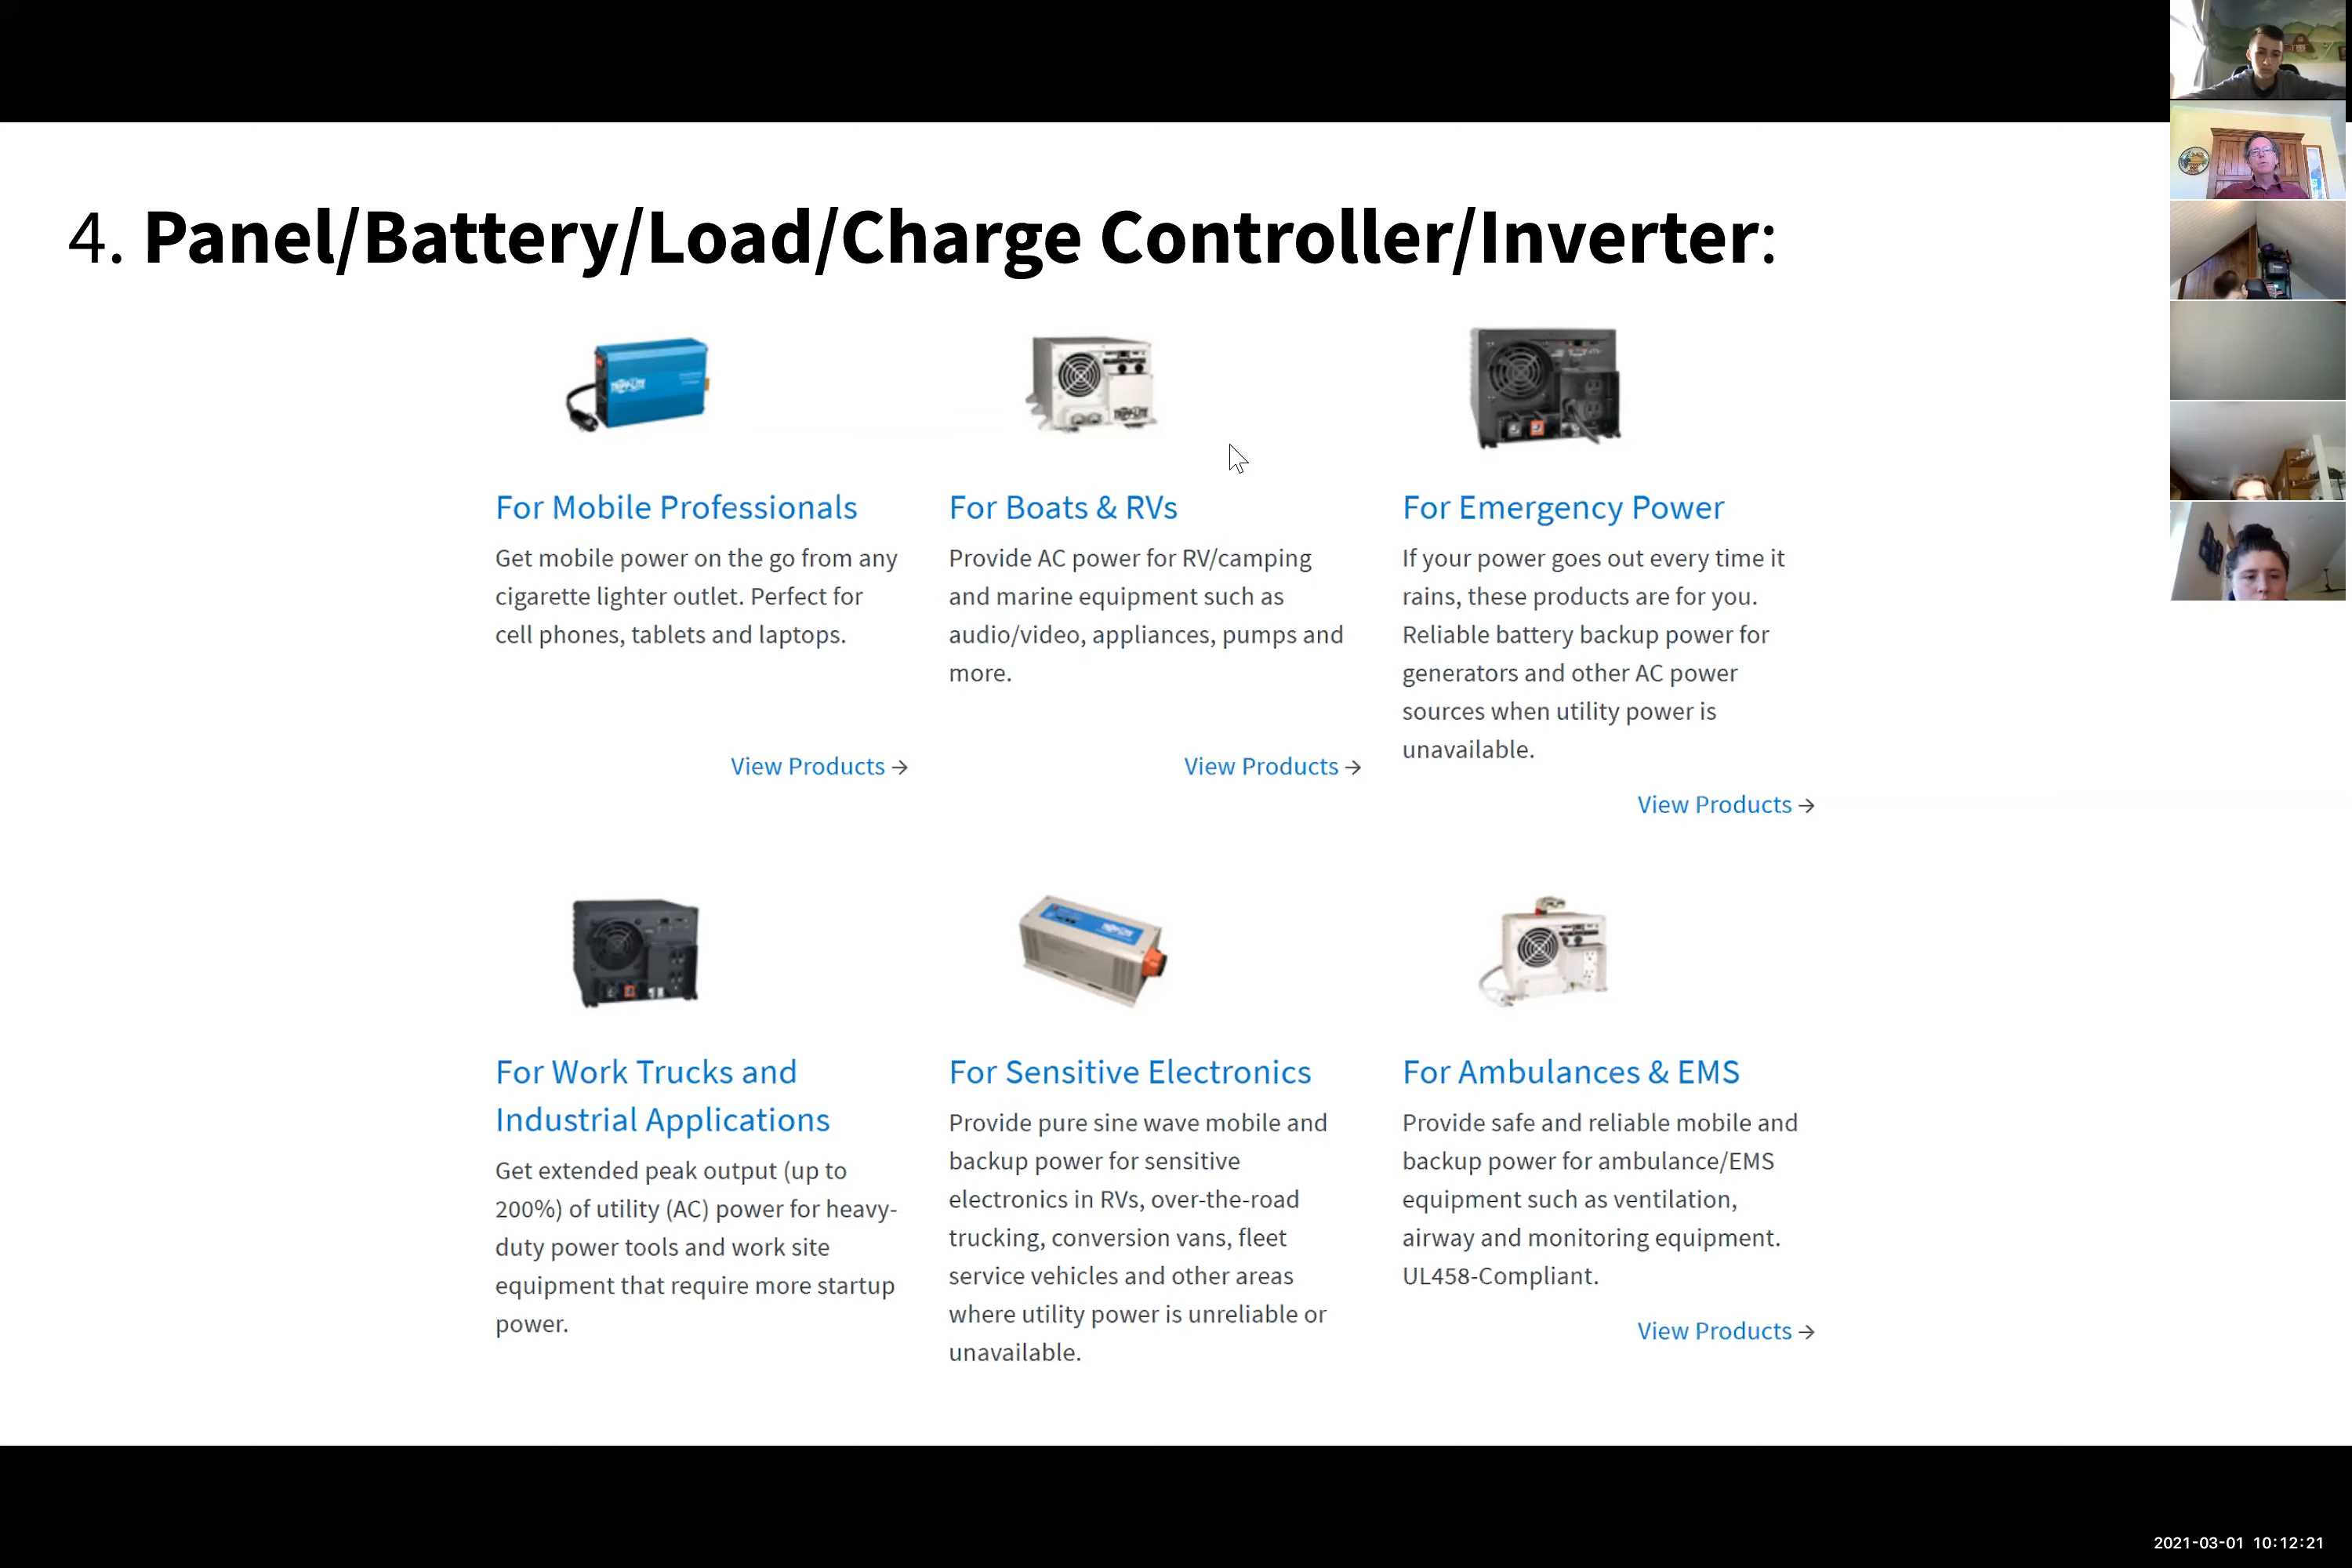 4. Panel/Battery/Load/Charge Controller/Inverter:
TRIPP-LITE
TRIPP-LITE
For Mobile Professionals
Get mobile power on the go from any
cigarette lighter outlet. Perfect for
cell phones, tablets and laptops.
View Products →
For Boats & RVs
Provide AC power for RV/camping
and marine equipment such as
audio/video, appliances, pumps and
more.
View Products →
For Emergency Power
If your power goes out every time it
rains, these products are for you.
Reliable battery backup power for
generators and other AC power
sources when utility power is
unavailable.
View Products →
For Work Trucks and
Industrial Applications
Get extended peak output (up to
200%) of utility (AC) power for heavy-
duty power tools and work site
equipment that require more startup
power.
TRIPP-LITE
For Sensitive Electronics
Provide pure sine wave mobile and
backup power for sensitive
electronics in RVs, over-the-road
trucking, conversion vans, fleet
service vehicles and other areas
where utility power is unreliable or
unavailable.
For Ambulances & EMS
Provide safe and reliable mobile and
backup power for ambulance/EMS
equipment such as ventilation,
airway and monitoring equipment.
UL458-Compliant.
View Products →
2021-03-01 10:12:21